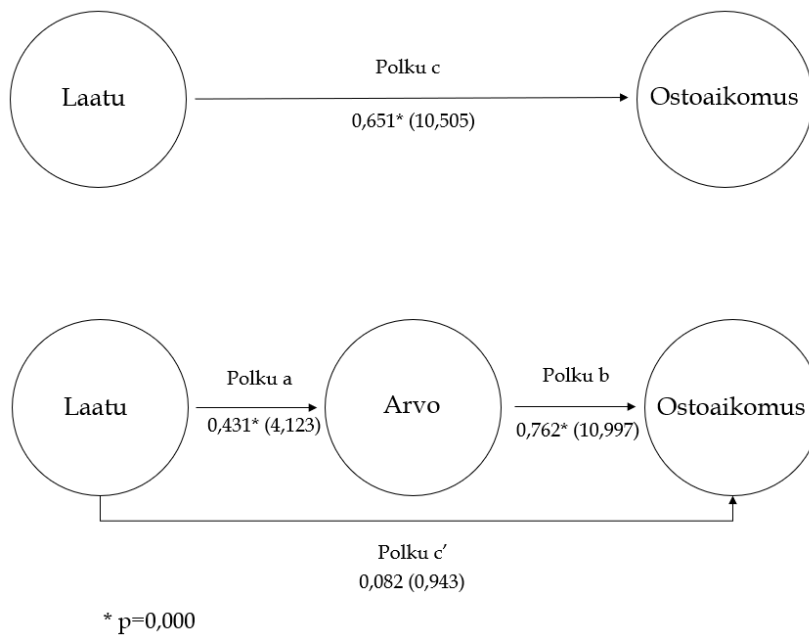 Laatu
Polku c
0,651* (10,505)
Ostoaikomus
Laatu
Polku a
0,431* (4,123)
Arvo
Polku b
0,762* (10,997)
Ostoaikomus
Polku c’
0,082 (0,943)
* p=0,000